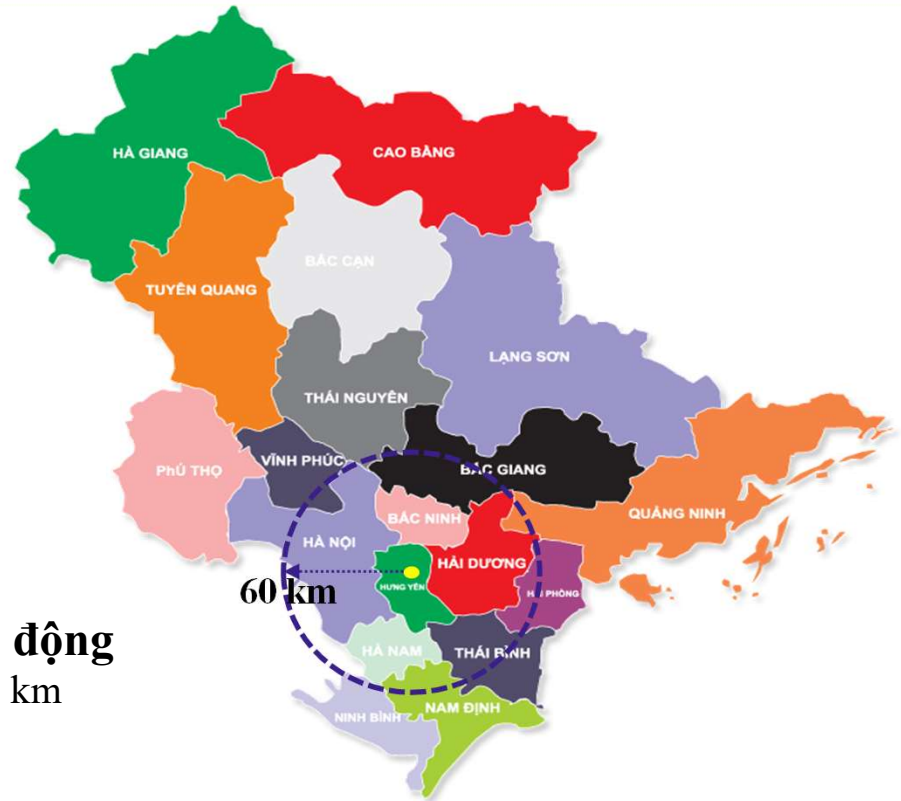 HÀ GIANG
CAO BẰNG
BẮC CẠN
TUYÊN QUANG
LẠNG SƠN
THÁI NGUYÊN
VĨNH PHÚC
BẮC GIANG
PHÚ THỌ
BẮC NINH
QUẢNG NINH
HÀ NỘI
HẢI DƯƠNG
HƯNG YÊN
60 km
HẢI PHÒNG
động
HÀ NAM
THÁI BÌNH
km
NAM ĐỊNH
NINH BÌNH